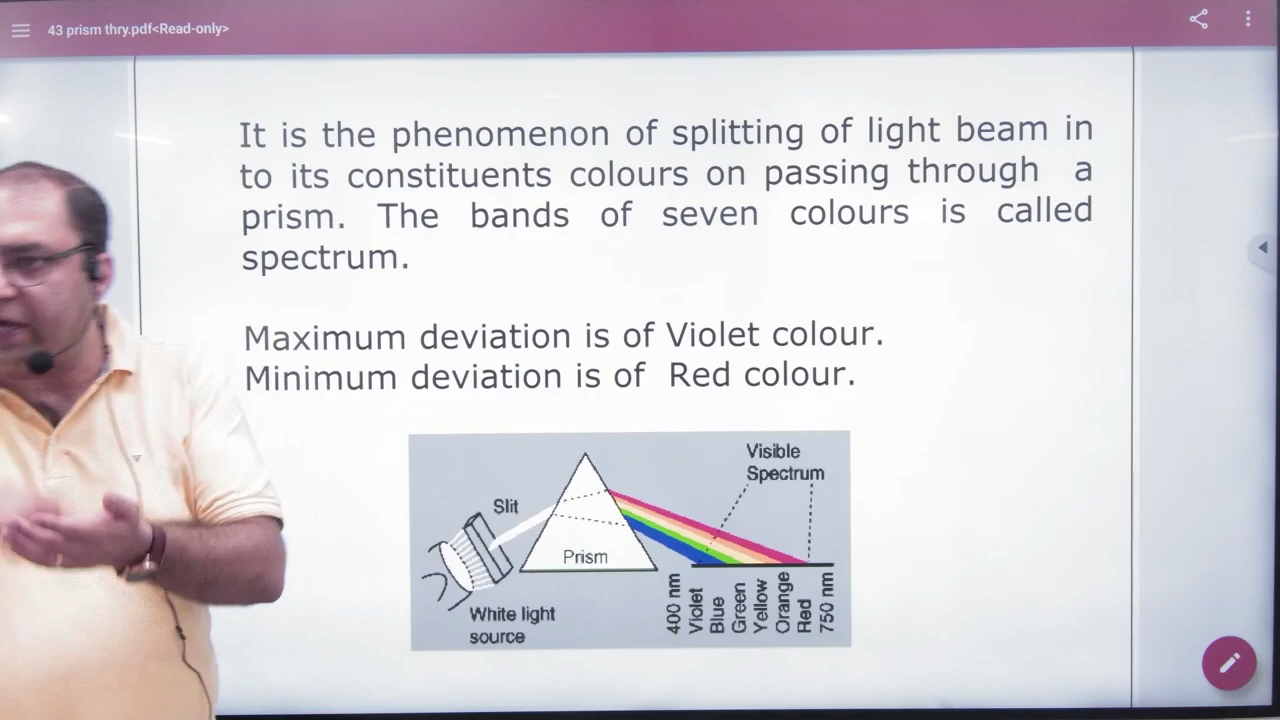 43 prism thry.pdf<Read-only>
It is the phenomenon of splitting of light beam in
to its constituents colours on passing through a
prism. The bands of seven colours is called
spectrum.
Maximum deviation is of Violet colour.
Minimum deviation is of Red colour.
Visible
Spectrum
Slit
Prism
White light
source
400 nm
Violet
Blue
Green
Yellow
Orange
Red
750 nm